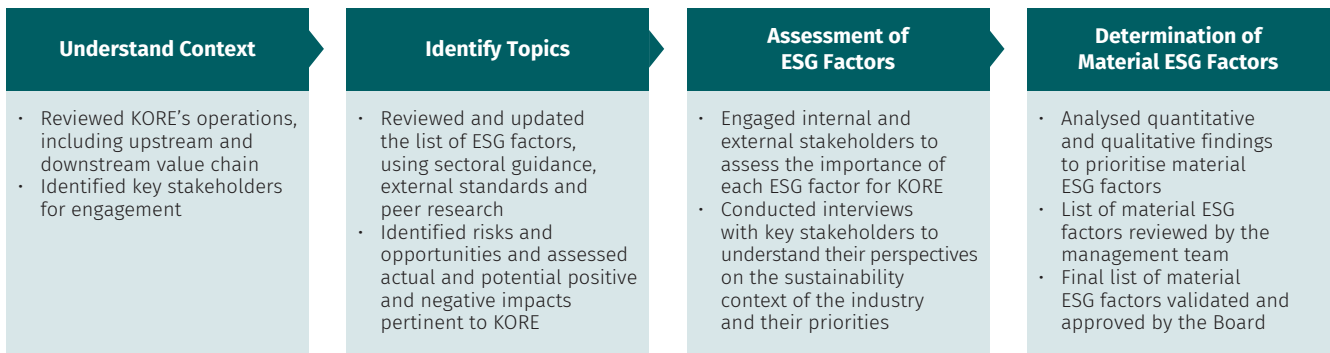 Understand Context
• Reviewed KORE's operations,
including upstream and
downstream value chain
• Identified key stakeholders
for engagement
Identify Topics
• Reviewed and updated
the list of ESG factors,
using sectoral guidance,
external standards and
peer research
• Identified risks and
opportunities and assessed
actual and potential positive
and negative impacts
pertinent to KORE
Assessment of
ESG Factors
• Engaged internal and
external stakeholders to
assess the importance of
each ESG factor for KORE
• Conducted interviews
with key stakeholders to
understand their perspectives
on the sustainability
context of the industry
and their priorities
Determination of
Material ESG Factors
• Analysed quantitative
and qualitative findings
to prioritise material
ESG factors
• List of material ESG
factors reviewed by the
management team
• Final list of material
ESG factors validated and
approved by the Board